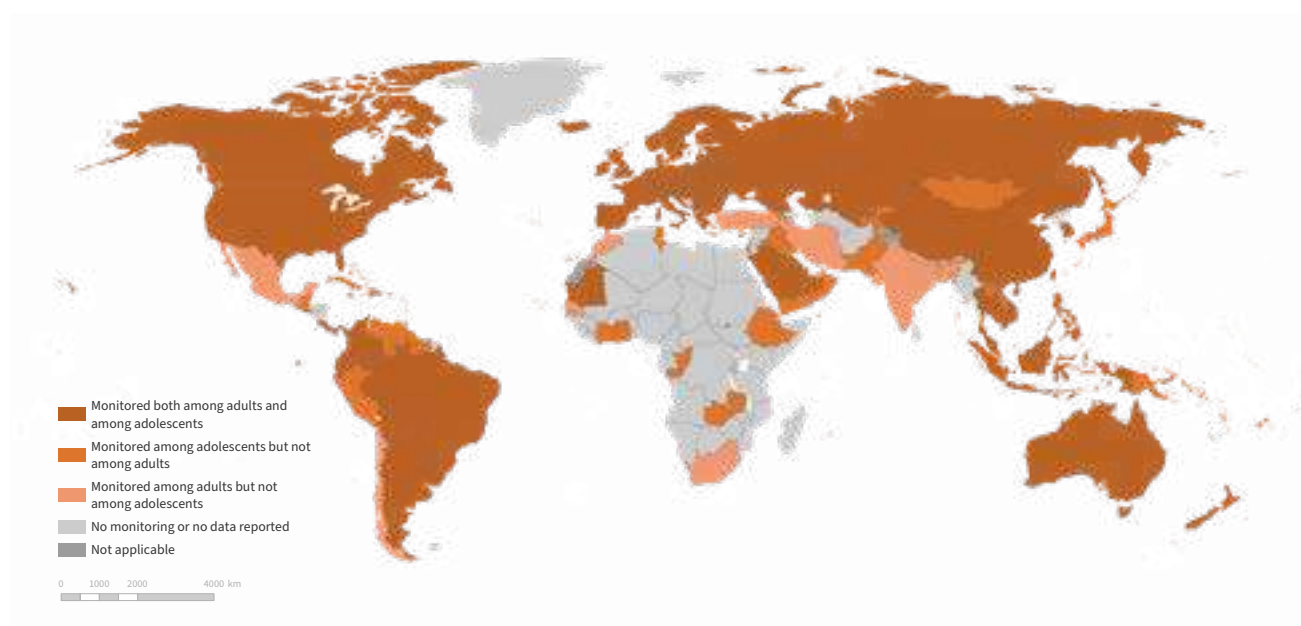 Monitored both among adults and
among adolescents
Monitored among adolescents but not
among adults
Monitored among adults but not
among adolescents
No monitoring or no data reported
Not applicable
0 1000 2000 4000 km